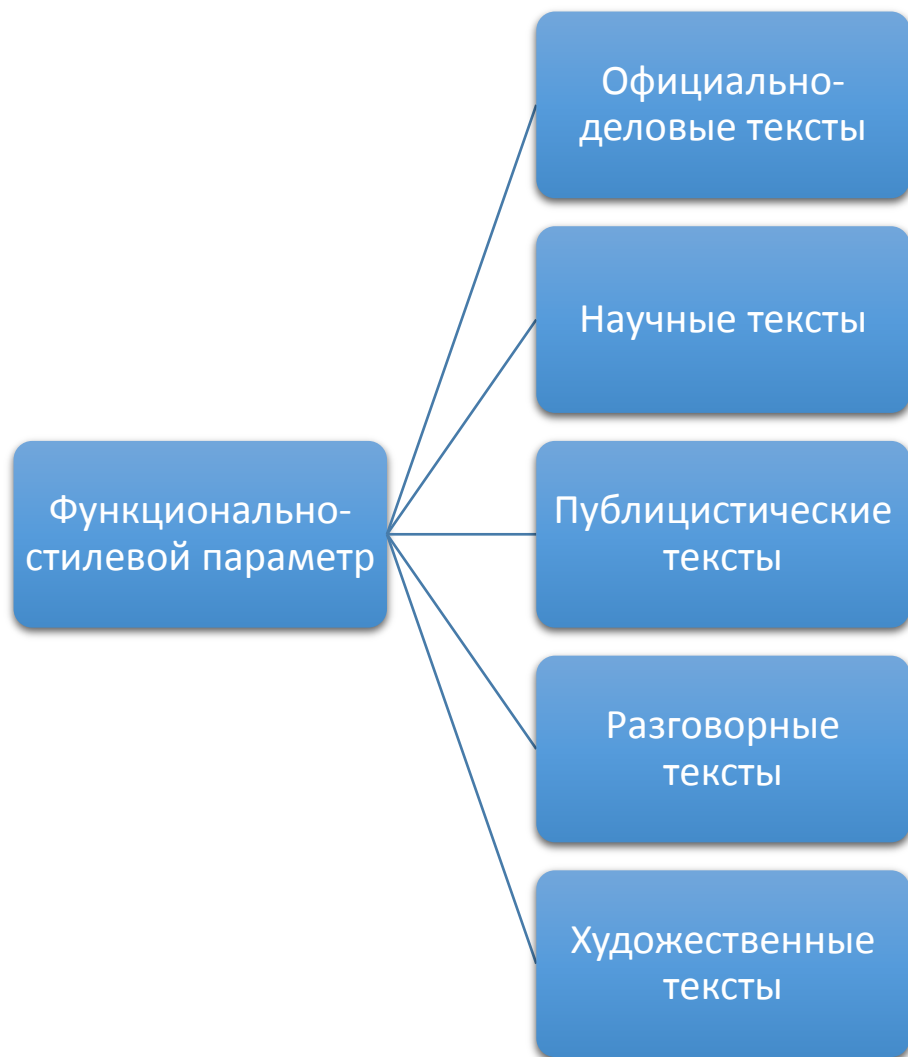 Функционально-
стилевой параметр
Официально-
деловые тексты
Научные тексты
Публицистические
тексты
Разговорные
тексты
Художественные
тексты